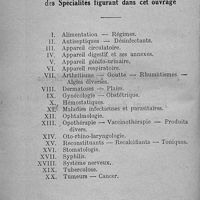 des Spécialités figurant dans cet ouvrage
I. Alimentation — Régimes.
II. Antiseptiques — Désinfectants.
III. Appareil circulatoire.
IV. Appareil digestif et ses annexes.
V. Appareil génito-urinaire.
VI. Appareil respiratoire.
VII. Arthritisme — Goutte — Rhumatismes —
Algies diverses.
VIII. Dermatoses — Plaies.
IX. Gynécologie — Obstétrique.
X. Hémostatiques.
XI. Maladies infectieuses et parasitaires.
XII. Ophtalmologie.
XIII. Opothérapie — Vaccinothérapie — Produits
divers.
XIV. Oto-rhino-laryngologie.
XV. Reconstituants — Recalcifiants — Toniques.
XVI. Stomatologie.
XVII. Syphilis.
XVIII. Système nerveux.
XIX. Tuberculose.
XX. Tumeurs — Cancer.